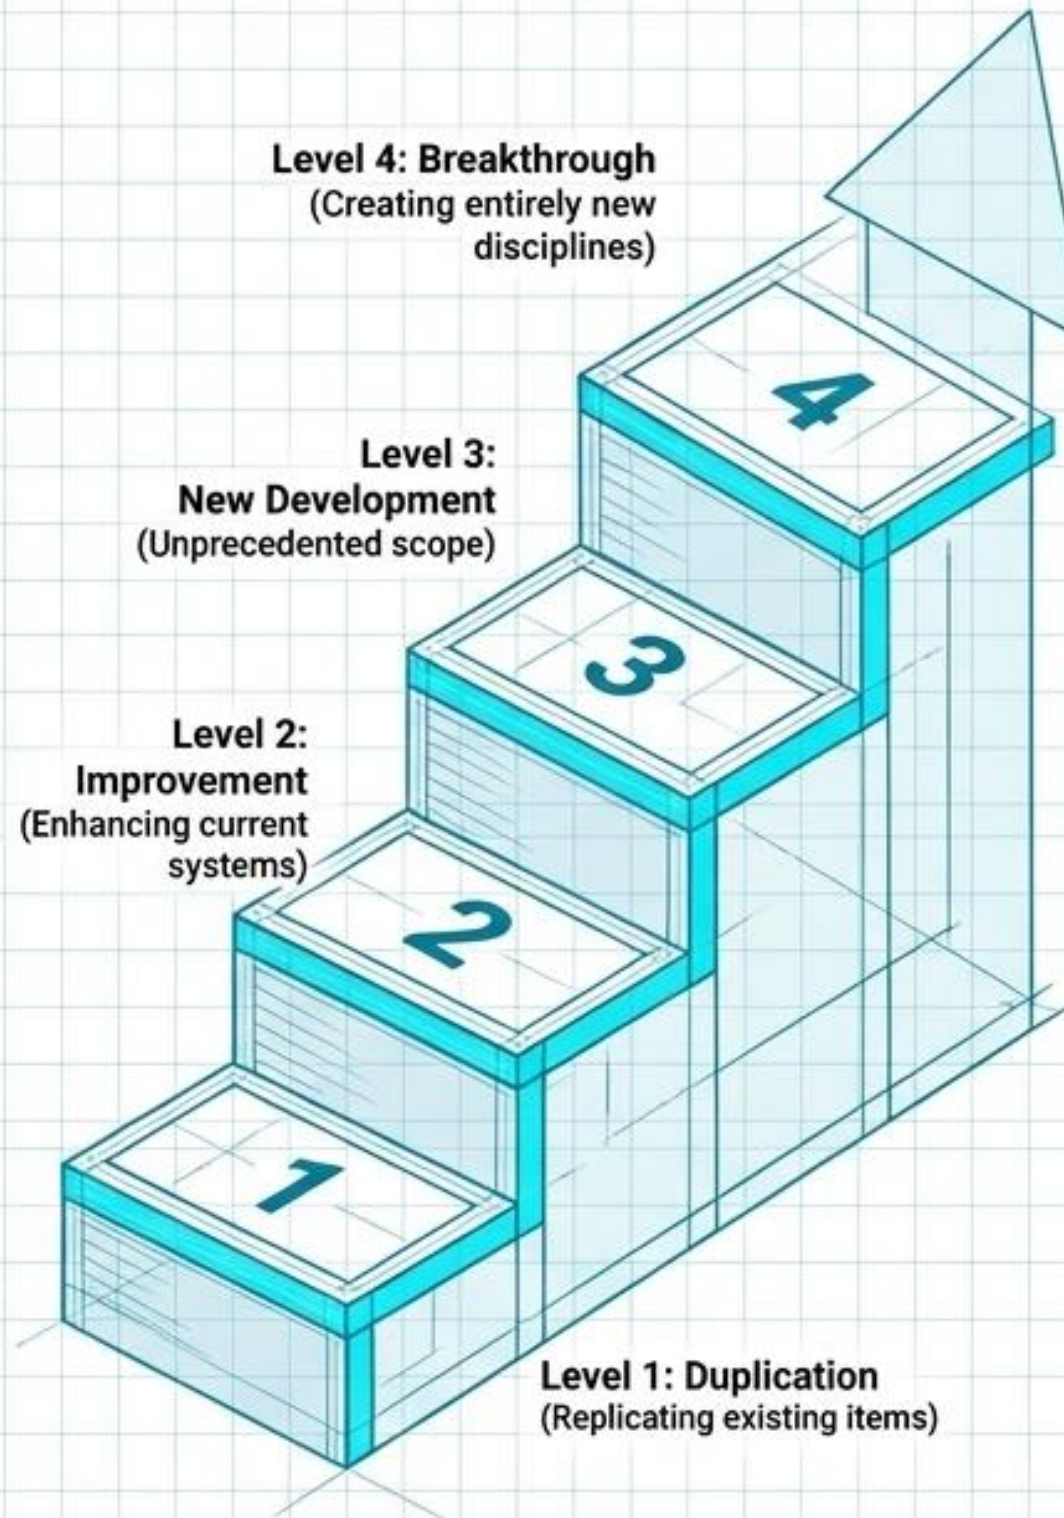 Level 4: Breakthrough
(Creating entirely new
disciplines)
4
Level 3:
New Development
(Unprecedented scope)
3
Level 2:
Improvement
(Enhancing current
systems)
2
1
Level 1: Duplication
(Replicating existing items)